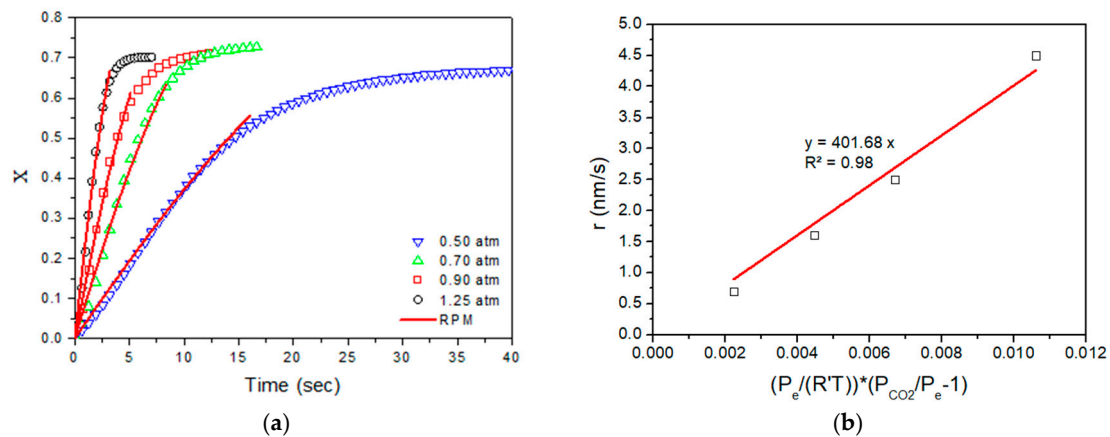 0.8
0.7
0.6
0.5
0.4
0.3
0.2
0.1
0.0
X
0.50 atm
0.70 atm
0.90 atm
1.25 atm
RPM
0 5 10 15 20 25 30 35 40
Time (sec)
(a)
5.0
4.5
4.0
3.5
3.0
2.5
2.0
1.5
1.0
0.5
0.0
r (nm/s)
y = 401.68 x
R² = 0.98
0.000 0.002 0.004 0.006 0.008 0.010 0.012
(Pₑ/(R'T))*(P_CO2/Pₑ-1)
(b)